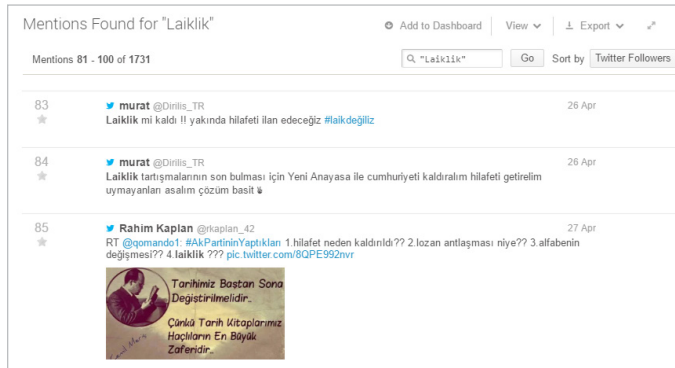 Mentions Found for "Laiklik"
Add to Dashboard View Export
Mentions 81 - 100 of 1731
"Laiklik" Go Sort by Twitter Followers
83 murat @Dirilis_TR 26 Apr
Laiklik mi kaldı !! yakında hilafeti ilan edeceğiz #laikdeğiliz
84 murat @Dirilis_TR 26 Apr
Laiklik tartışmalarının son bulması için Yeni Anayasa ile cumhuriyeti kaldıralım hilafeti getirelim
uymayanları asalım çözüm basit
85 Rahim Kaplan @rkaplan_42 27 Apr
RT @qomando1: #AkPartininYaptıkları 1.hilafet neden kaldırıldı?? 2.lozan antlaşması niye?? 3.alfabenin
değişmesi?? 4.laiklik ??? pic.twitter.com/8QPE992nvr
Tarihimiz Baştan Sona
Değiştirilmelidir..
Çünkü Tarih Kitaplarımız
Haçlıların En Büyük
Zaferidir..